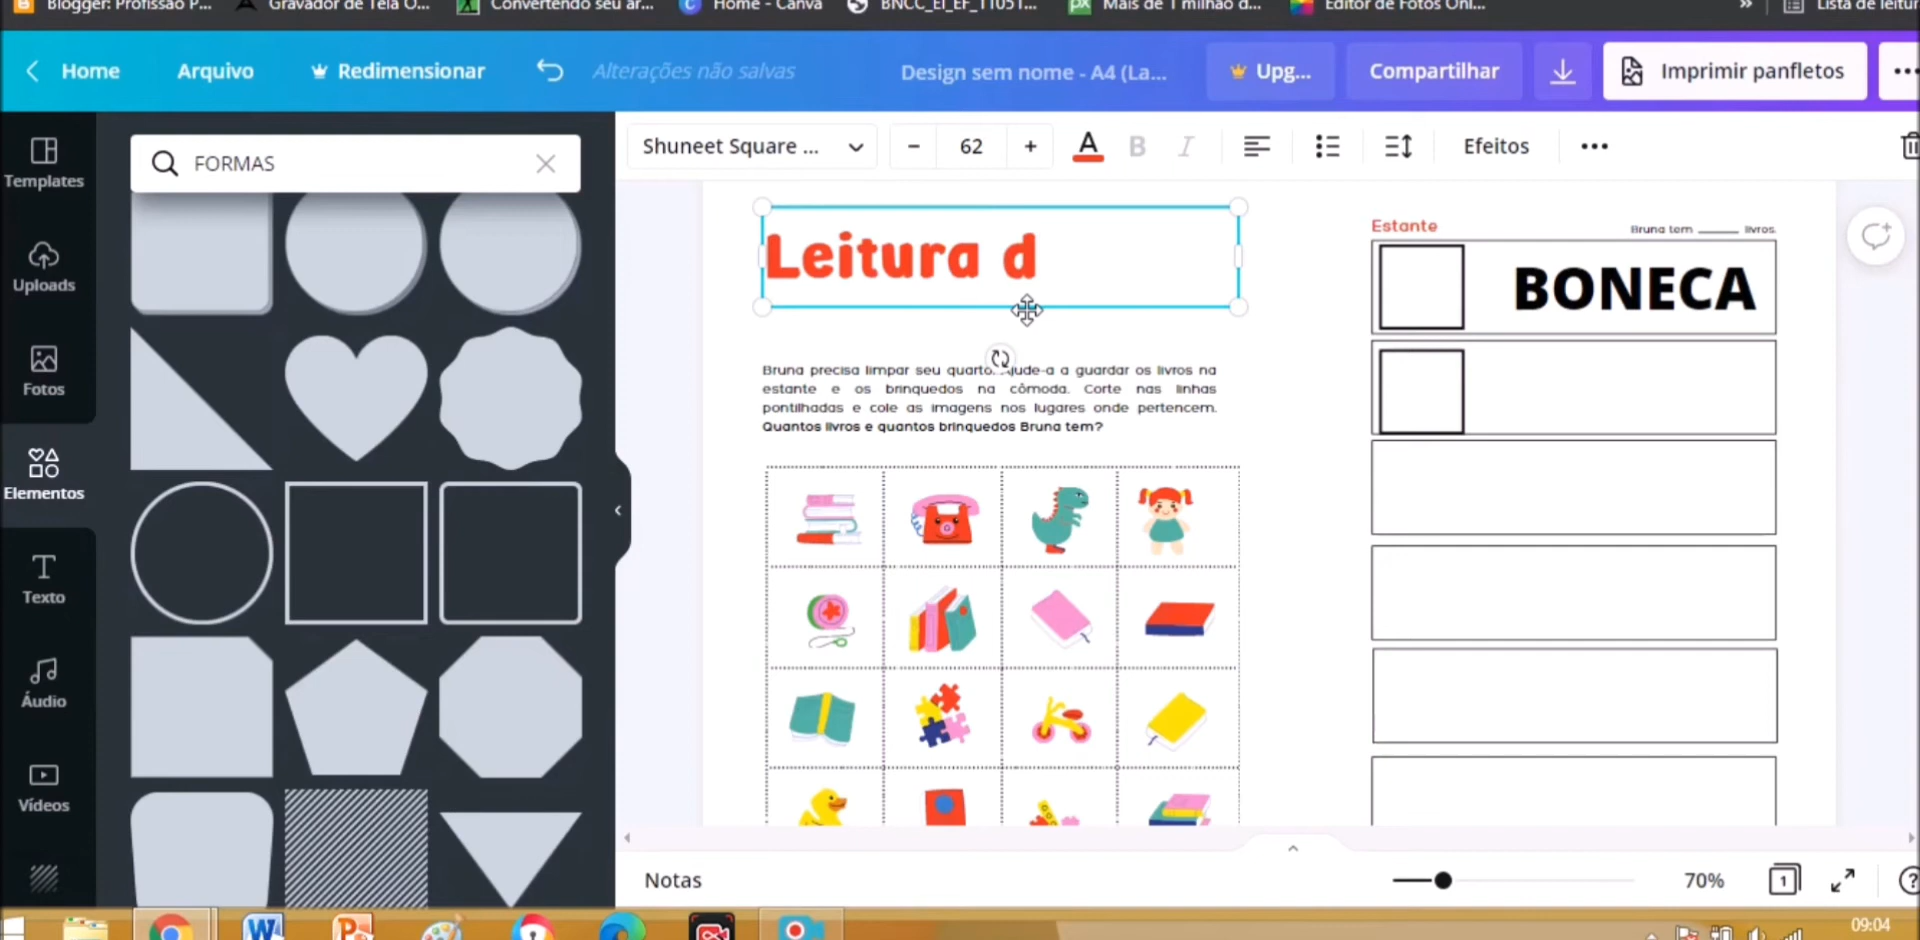 Blogger: Profissão P...
Gravador de Tela O...
Convertendo seu ar...
Home - Canva
BNCC_EI_EF_11051...
Mais de 1 milhão d...
Editor de Fotos Onl...
»
Lista de leitur
Home
Arquivo
Redimensionar
Alterações não salvas
Design sem nome - A4 (La...
Upg...
Compartilhar
Imprimir panfletos
Templates
Uploads
Fotos
Elementos
Texto
Áudio
Vídeos
FORMAS
Shuneet Square ...
62
A
B
I
Efeitos
Leitura d
Bruna precisa limpar seu quarto. Ajude-a a guardar os livros na
estante e os brinquedos na cômoda. Corte nas linhas
pontilhadas e cole as imagens nos lugares onde pertencem.
Quantos livros e quantos brinquedos Bruna tem?
Estante
Bruna tem ______ livros.
BONECA
Notas
70%
1
09:04